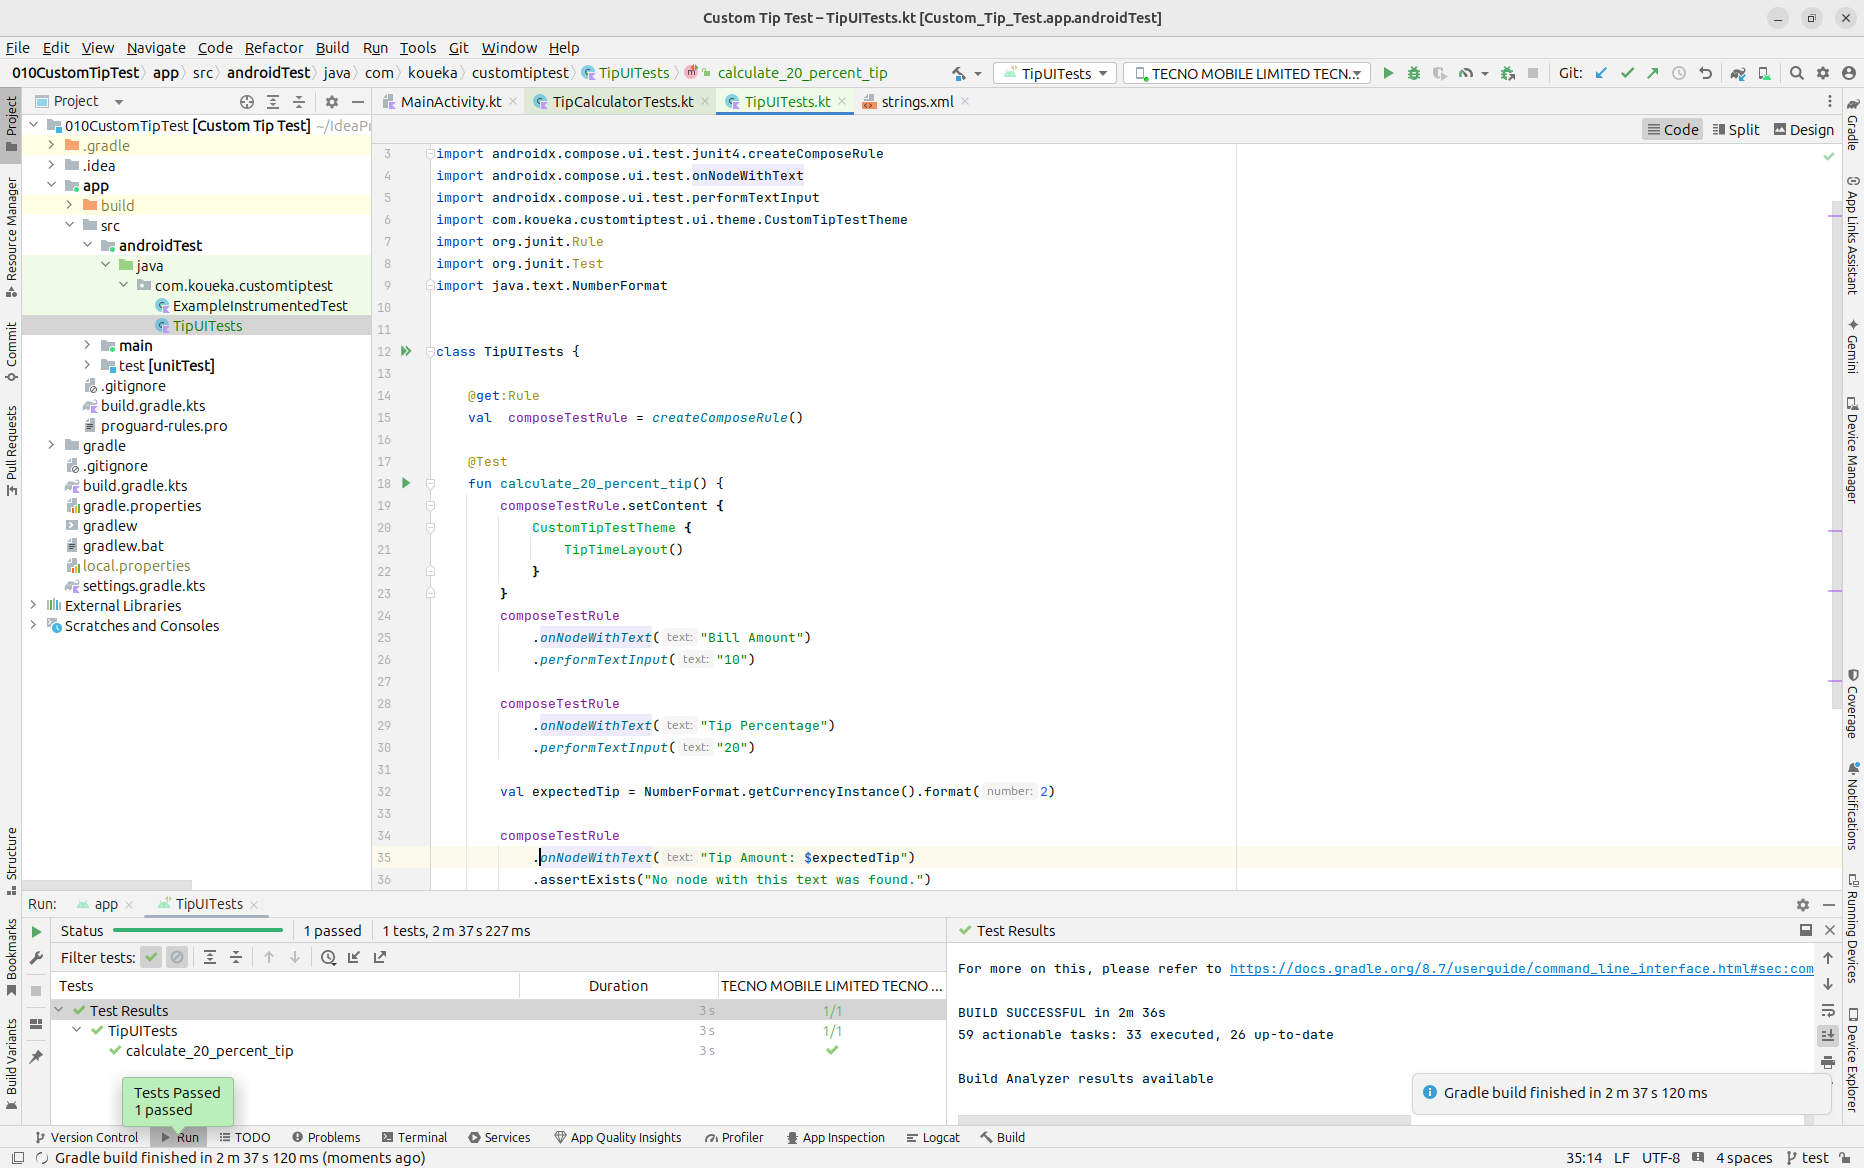 Custom Tip Test – TipUITests.kt [Custom_Tip_Test.app.androidTest]
File Edit View Navigate Code Refactor Build Run Tools Git Window Help
010CustomTipTest app src androidTest java com koueka customtiptest TipUITests calculate_20_percent_tip TipUITests TECNO MOBILE LIMITED TECN... Git:
Project MainActivity.kt TipCalculatorTests.kt TipUITests.kt strings.xml
Code Split Design
Project
Resource Manager
Commit
Pull Requests
Structure
Bookmarks
Build Variants
010CustomTipTest [Custom Tip Test] ~/IdeaPr
.gradle
.idea
app
build
src
androidTest
java
com.koueka.customtiptest
ExampleInstrumentedTest
TipUITests
main
test [unitTest]
.gitignore
build.gradle.kts
proguard-rules.pro
gradle
.gitignore
build.gradle.kts
gradle.properties
gradlew
gradlew.bat
local.properties
settings.gradle.kts
External Libraries
Scratches and Consoles
3 import androidx.compose.ui.test.junit4.createComposeRule
4 import androidx.compose.ui.test.onNodeWithText
5 import androidx.compose.ui.test.performTextInput
6 import com.koueka.customtiptest.ui.theme.CustomTipTestTheme
7 import org.junit.Rule
8 import org.junit.Test
9 import java.text.NumberFormat
10
11
12 class TipUITests {
13
14 @get:Rule
15 val composeTestRule = createComposeRule()
16
17 @Test
18 fun calculate_20_percent_tip() {
19 composeTestRule.setContent {
20 CustomTipTestTheme {
21 TipTimeLayout()
22 }
23 }
24 composeTestRule
25 .onNodeWithText( text: "Bill Amount")
26 .performTextInput( text: "10")
27
28 composeTestRule
29 .onNodeWithText( text: "Tip Percentage")
30 .performTextInput( text: "20")
31
32 val expectedTip = NumberFormat.getCurrencyInstance().format( number: 2)
33
34 composeTestRule
35 .onNodeWithText( text: "Tip Amount: $expectedTip")
36 .assertExists("No node with this text was found.")
Gradle
App Links Assistant
Gemini
Device Manager
Coverage
Notifications
Running Devices
Device Explorer
Run: app TipUITests
Status 1 passed 1 tests, 2 m 37 s 227 ms
Filter tests:
Tests Duration TECNO MOBILE LIMITED TECNO ...
Test Results 3 s 1/1
TipUITests 3 s 1/1
calculate_20_percent_tip 3 s
Tests Passed
1 passed
Test Results
For more on this, please refer to https://docs.gradle.org/8.7/userguide/command_line_interface.html#sec:com
BUILD SUCCESSFUL in 2m 36s
59 actionable tasks: 33 executed, 26 up-to-date
Build Analyzer results available
Gradle build finished in 2 m 37 s 120 ms
Version Control Run TODO Problems Terminal Services App Quality Insights Profiler App Inspection Logcat Build
Gradle build finished in 2 m 37 s 120 ms (moments ago) 35:14 LF UTF-8 4 spaces test